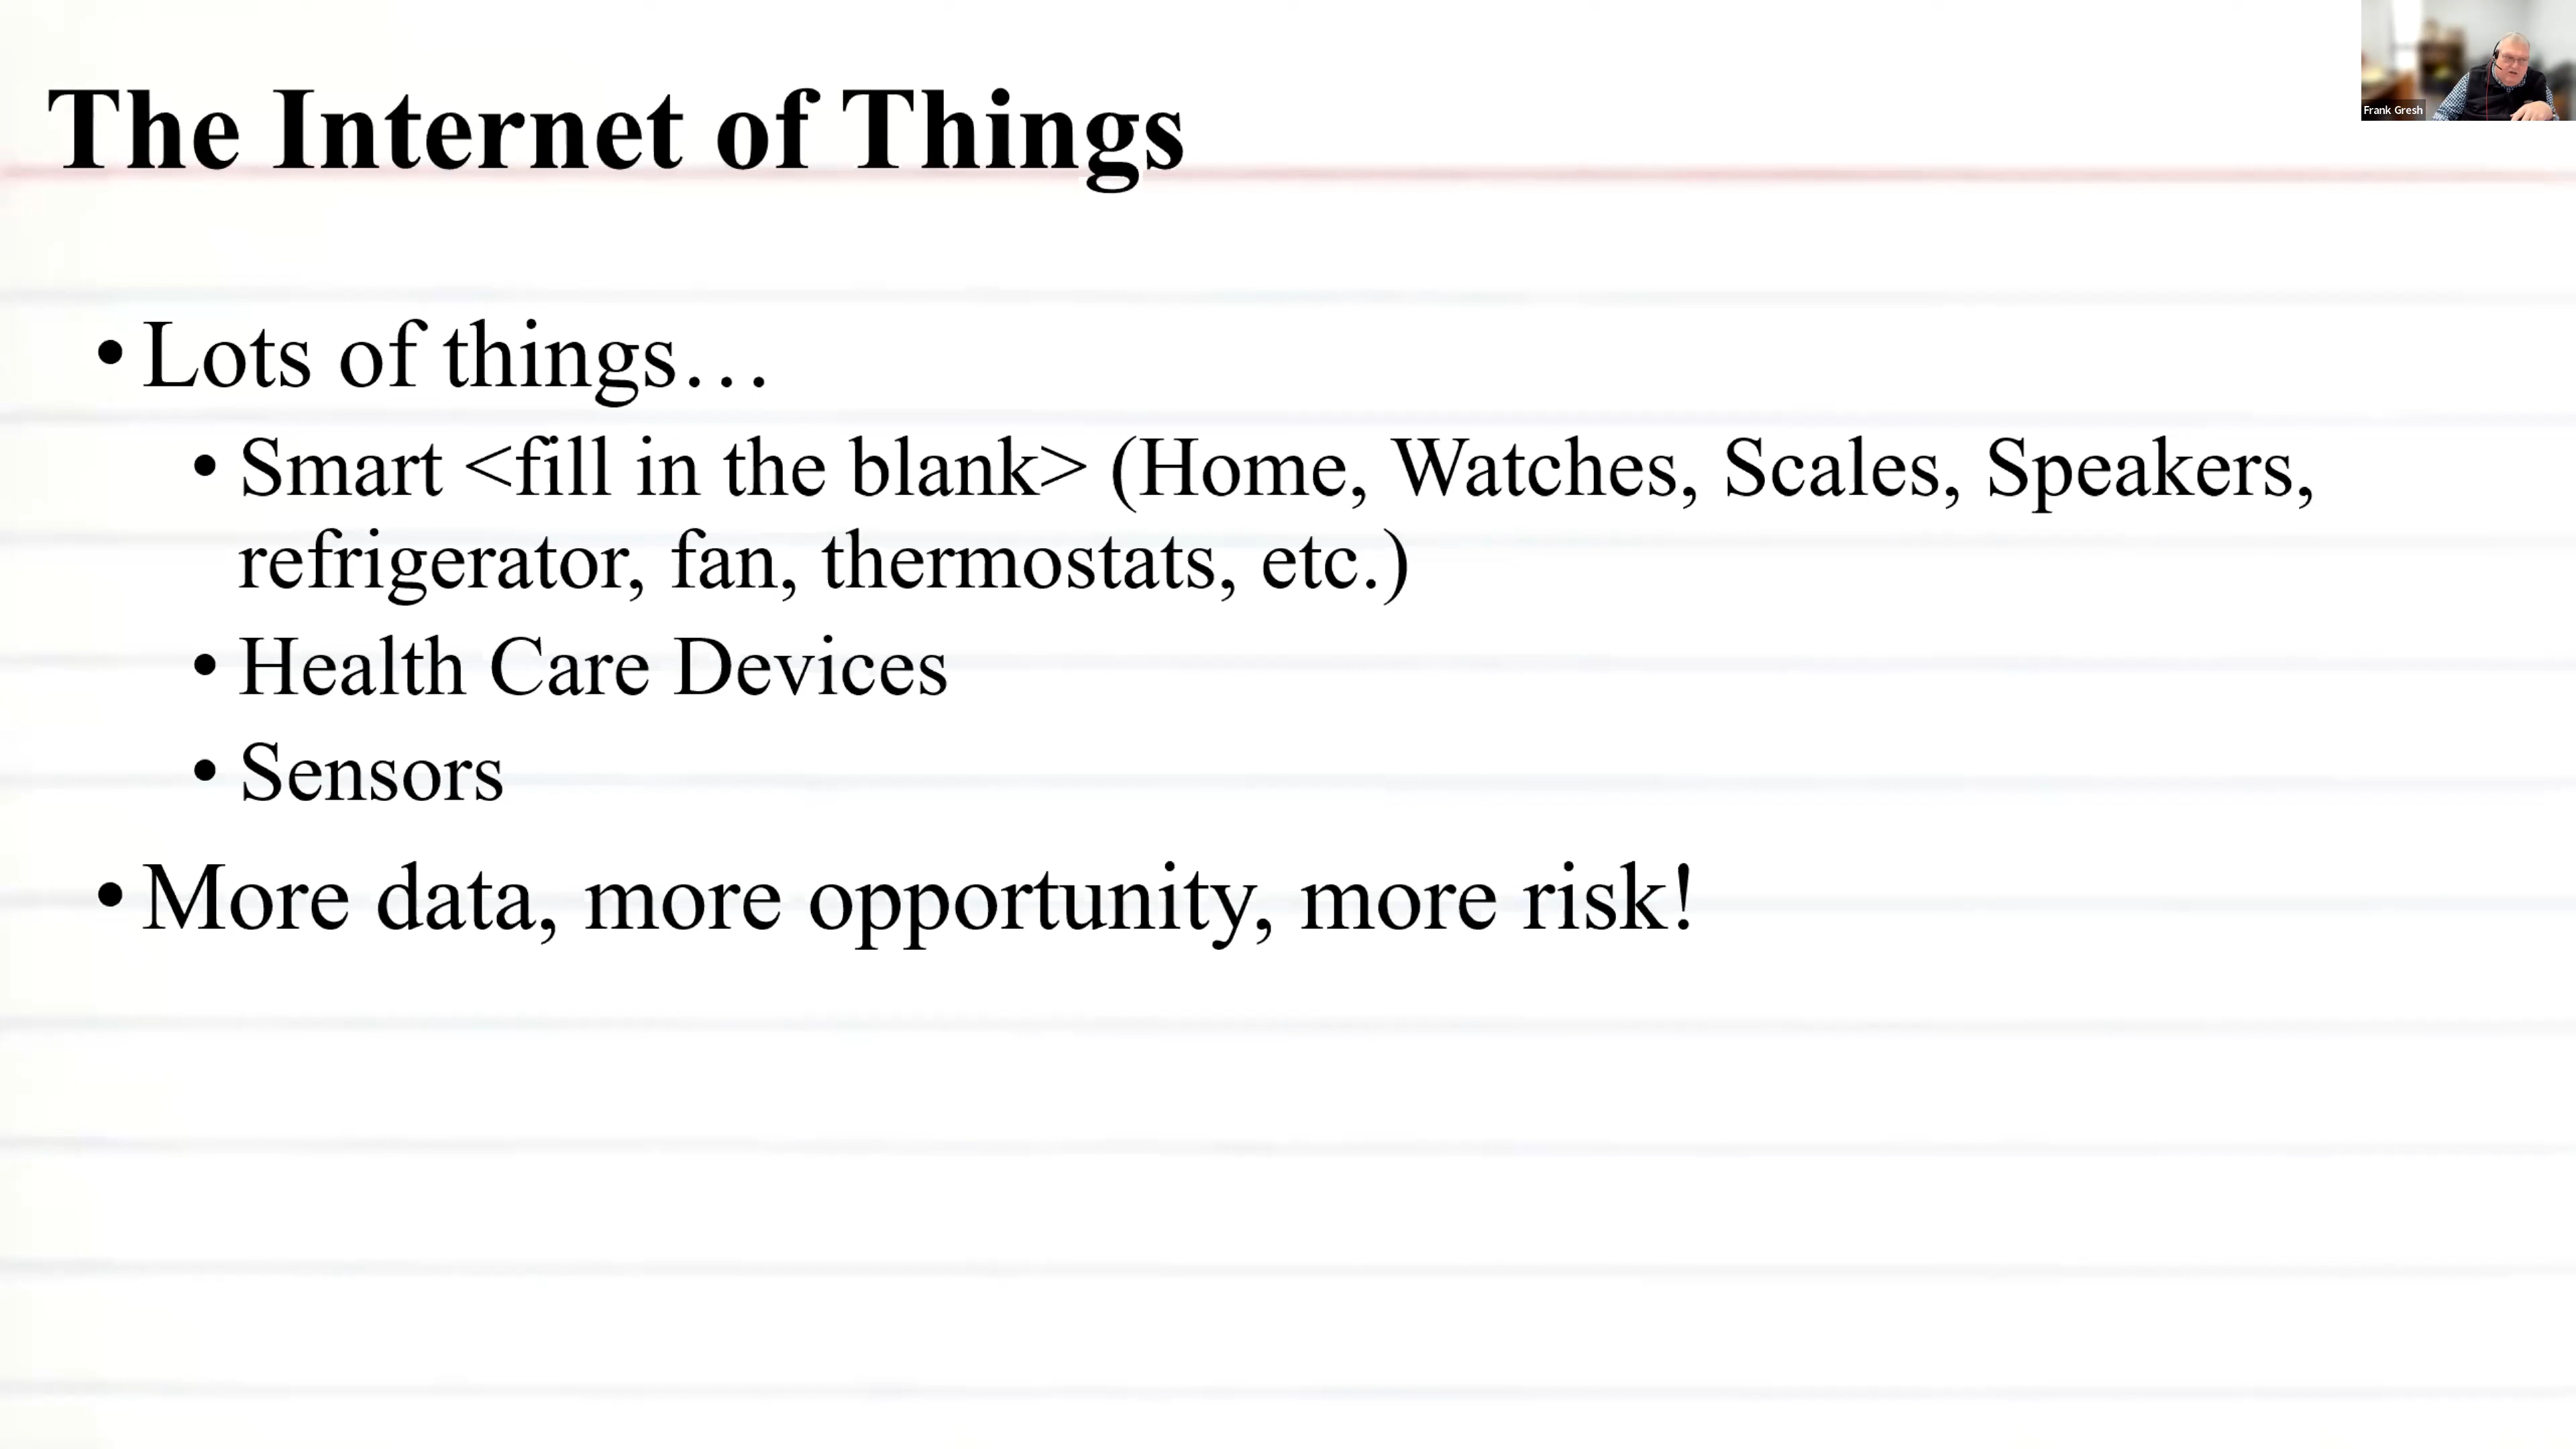 The Internet of Things
Frank Gresh
• Lots of things…
• Smart <fill in the blank> (Home, Watches, Scales, Speakers,
refrigerator, fan, thermostats, etc.)
• Health Care Devices
• Sensors
• More data, more opportunity, more risk!